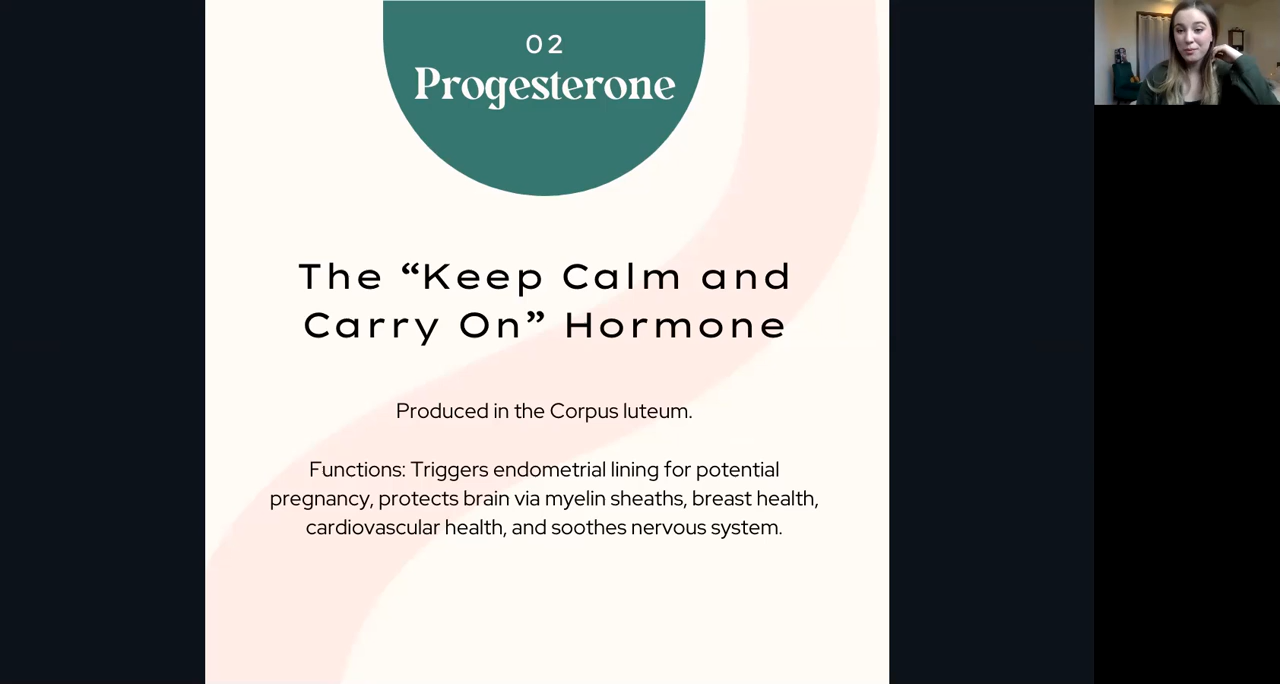 02
Progesterone
The “Keep Calm and
Carry On” Hormone
Produced in the Corpus luteum.
Functions: Triggers endometrial lining for potential
pregnancy, protects brain via myelin sheaths, breast health,
cardiovascular health, and soothes nervous system.